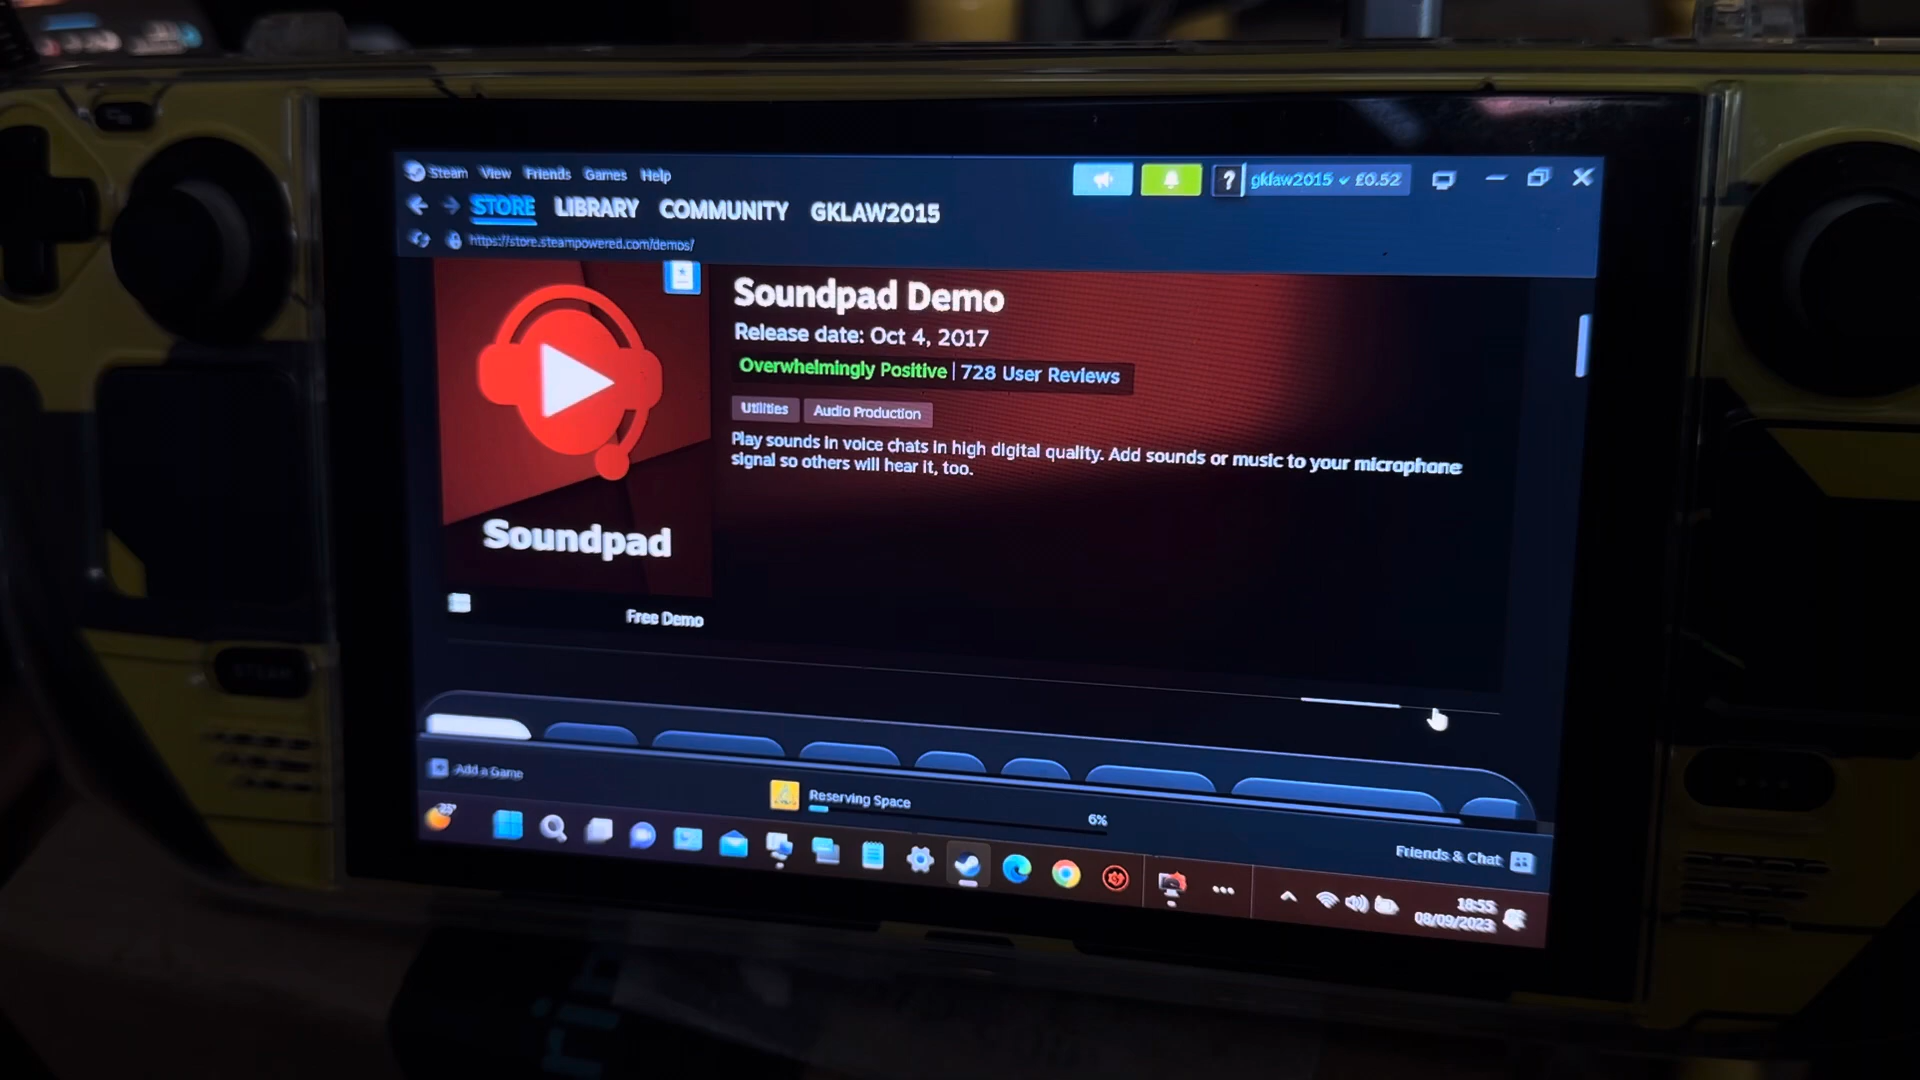 Steam View Friends Games Help
? gklaw2015 £0.52
STORE LIBRARY COMMUNITY GKLAW2015
https://store.steampowered.com/demos/
Soundpad Demo
Release date: Oct 4, 2017
Overwhelmingly Positive | 728 User Reviews
Utilities Audio Production
Play sounds in voice chats in high digital quality. Add sounds or music to your microphone
signal so others will hear it, too.
Soundpad
Free Demo
Add a Game
Reserving Space
6%
Friends & Chat
25°
18:55
08/09/2023
STEAM